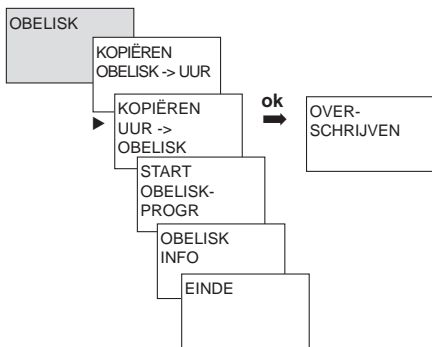 OBELISK
KOPIËREN
OBELISK -> UUR
KOPIËREN
UUR ->
OBELISK
ok
OVER-
SCHRIJVEN
START
OBELISK-
PROGR
OBELISK
INFO
EINDE